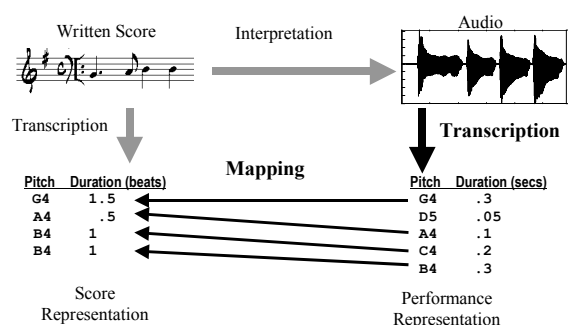 Written Score
Interpretation
Audio
Transcription
Transcription
Mapping
Pitch Duration (beats)
G4 1.5
A4 .5
B4 1
B4 1
Pitch Duration (secs)
G4 .3
D5 .05
A4 .1
C4 .2
B4 .3
Score
Representation
Performance
Representation